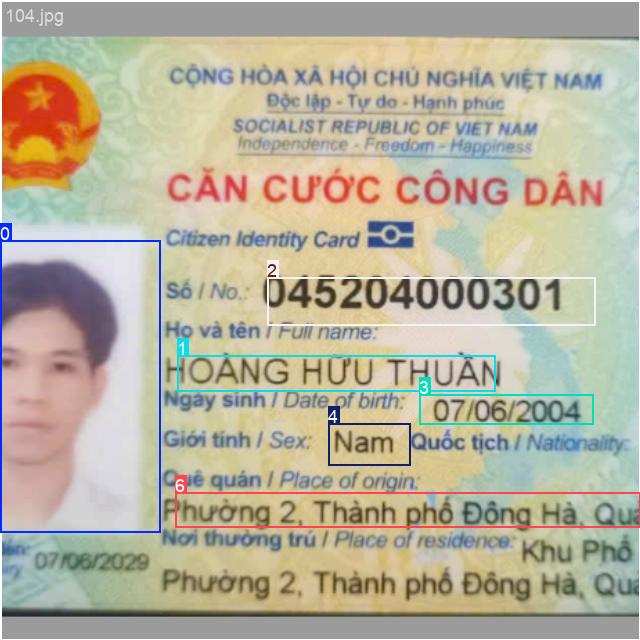 104.jpg
CỘNG HÒA XÃ HỘI CHỦ NGHĨA VIỆT NAM
Độc lập - Tự do - Hạnh phúc
SOCIALIST REPUBLIC OF VIET NAM
Independence - Freedom - Happiness
CĂN CƯỚC CÔNG DÂN
Citizen Identity Card
0
2
Số / No.: 045204000301
Họ và tên / Full name:
1
HOÀNG HỮU THUẦN
3
Ngày sinh / Date of birth: 07/06/2004
4
Giới tính / Sex: Nam Quốc tịch / Nationality:
Quê quán / Place of origin:
6
Phường 2, Thành phố Đông Hà, Quả
Nơi thường trú / Place of residence: Khu Phố
07/06/2029
Phường 2, Thành phố Đông Hà, Quả